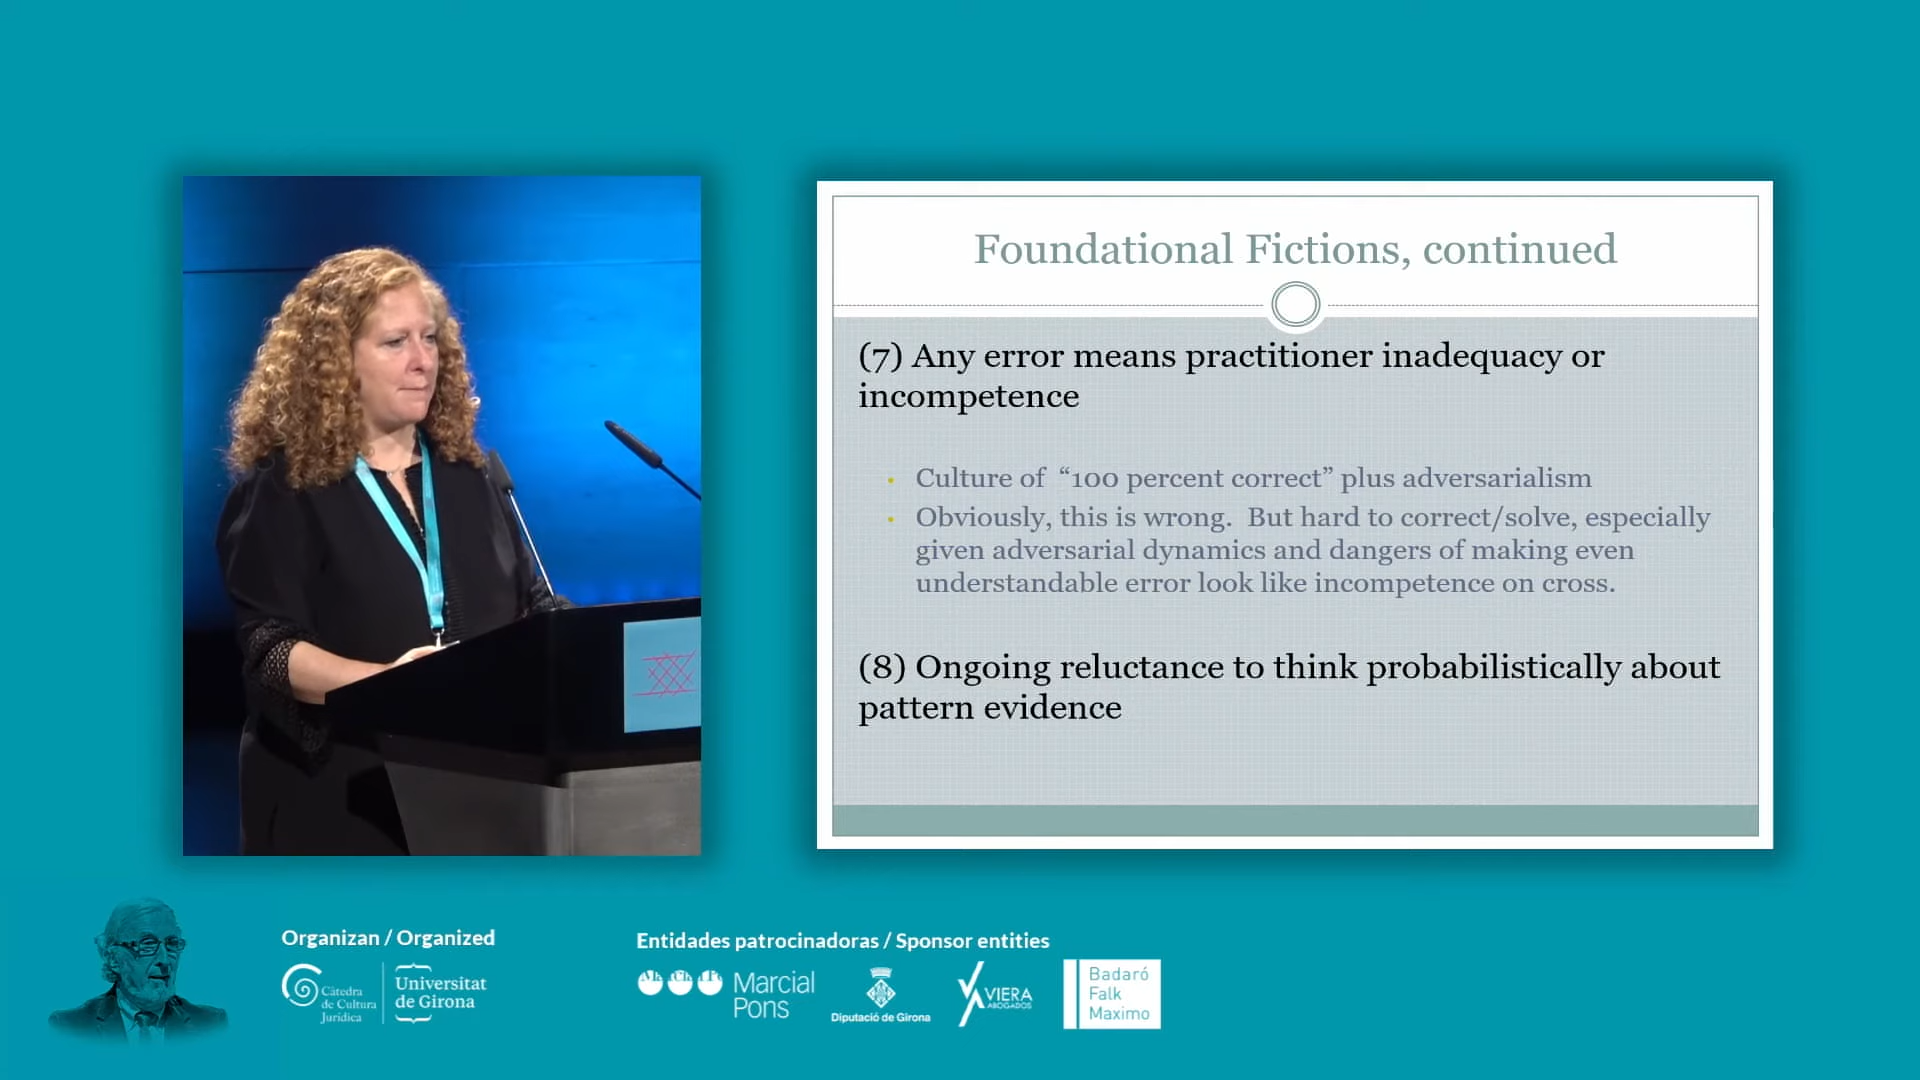 Foundational Fictions, continued
(7) Any error means practitioner inadequacy or
incompetence
Culture of “100 percent correct” plus adversarialism
Obviously, this is wrong. But hard to correct/solve, especially
given adversarial dynamics and dangers of making even
understandable error look like incompetence on cross.
(8) Ongoing reluctance to think probabilistically about
pattern evidence
Organizan / Organized
Càtedra
de Cultura
Jurídica
Universitat
de Girona
Entidades patrocinadoras / Sponsor entities
Marcial
Pons
Diputació de Girona
VIERA
ABOGADOS
Badaró
Falk
Maximo